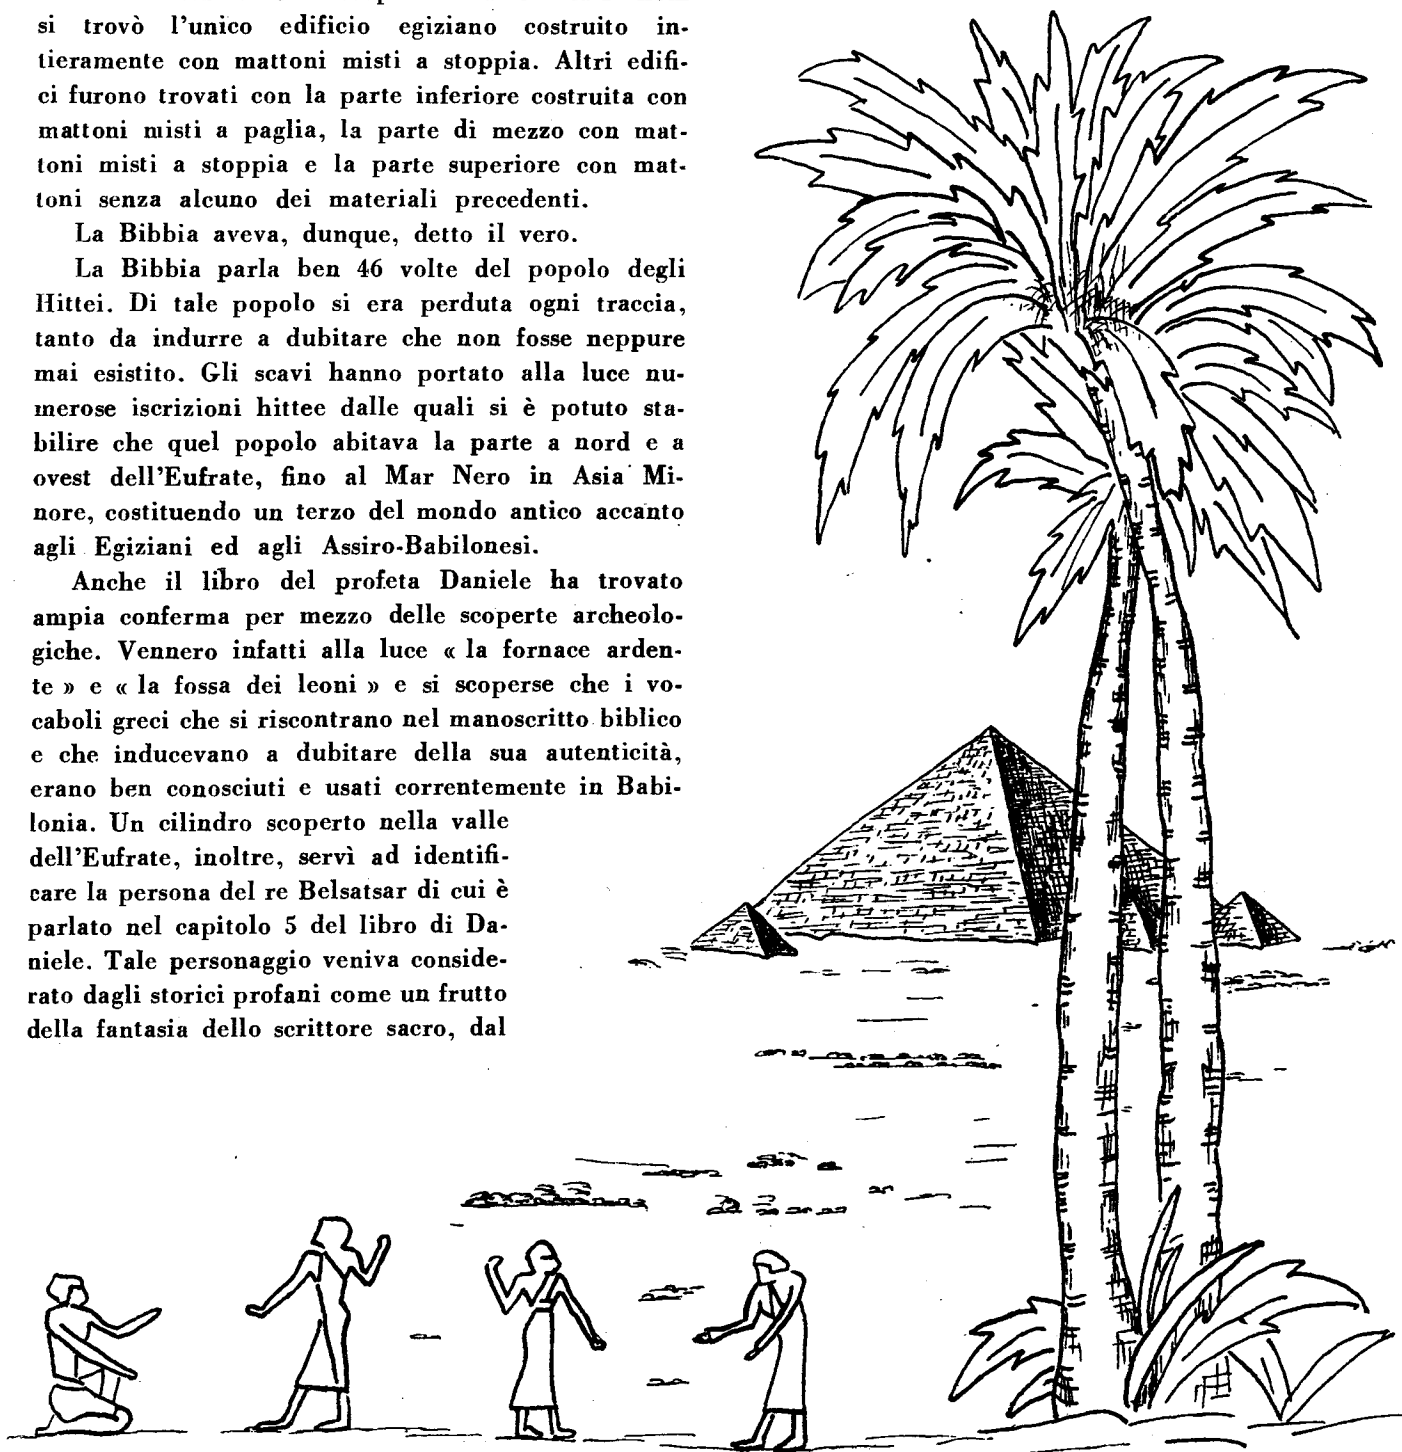 si trovò l'unico edificio egiziano costruito in-
tieramente con mattoni misti a stoppia. Altri edifi-
ci furono trovati con la parte inferiore costruita con
mattoni misti a paglia, la parte di mezzo con mat-
toni misti a stoppia e la parte superiore con mat-
toni senza alcuno dei materiali precedenti.
La Bibbia aveva, dunque, detto il vero.
La Bibbia parla ben 46 volte del popolo degli
Hittei. Di tale popolo si era perduta ogni traccia,
tanto da indurre a dubitare che non fosse neppure
mai esistito. Gli scavi hanno portato alla luce nu-
merose iscrizioni hittee dalle quali si è potuto sta-
bilire che quel popolo abitava la parte a nord e a
ovest dell'Eufrate, fino al Mar Nero in Asia Mi-
nore, costituendo un terzo del mondo antico accanto
agli Egiziani ed agli Assiro-Babilonesi.
Anche il libro del profeta Daniele ha trovato
ampia conferma per mezzo delle scoperte archeolo-
giche. Vennero infatti alla luce « la fornace arden-
te » e « la fossa dei leoni » e si scoperse che i vo-
caboli greci che si riscontrano nel manoscritto biblico
e che inducevano a dubitare della sua autenticità,
erano ben conosciuti e usati correntemente in Babi-
lonia. Un cilindro scoperto nella valle
dell'Eufrate, inoltre, servì ad identifi-
care la persona del re Belsatsar di cui è
parlato nel capitolo 5 del libro di Da-
niele. Tale personaggio veniva conside-
rato dagli storici profani come un frutto
della fantasia dello scrittore sacro, dal